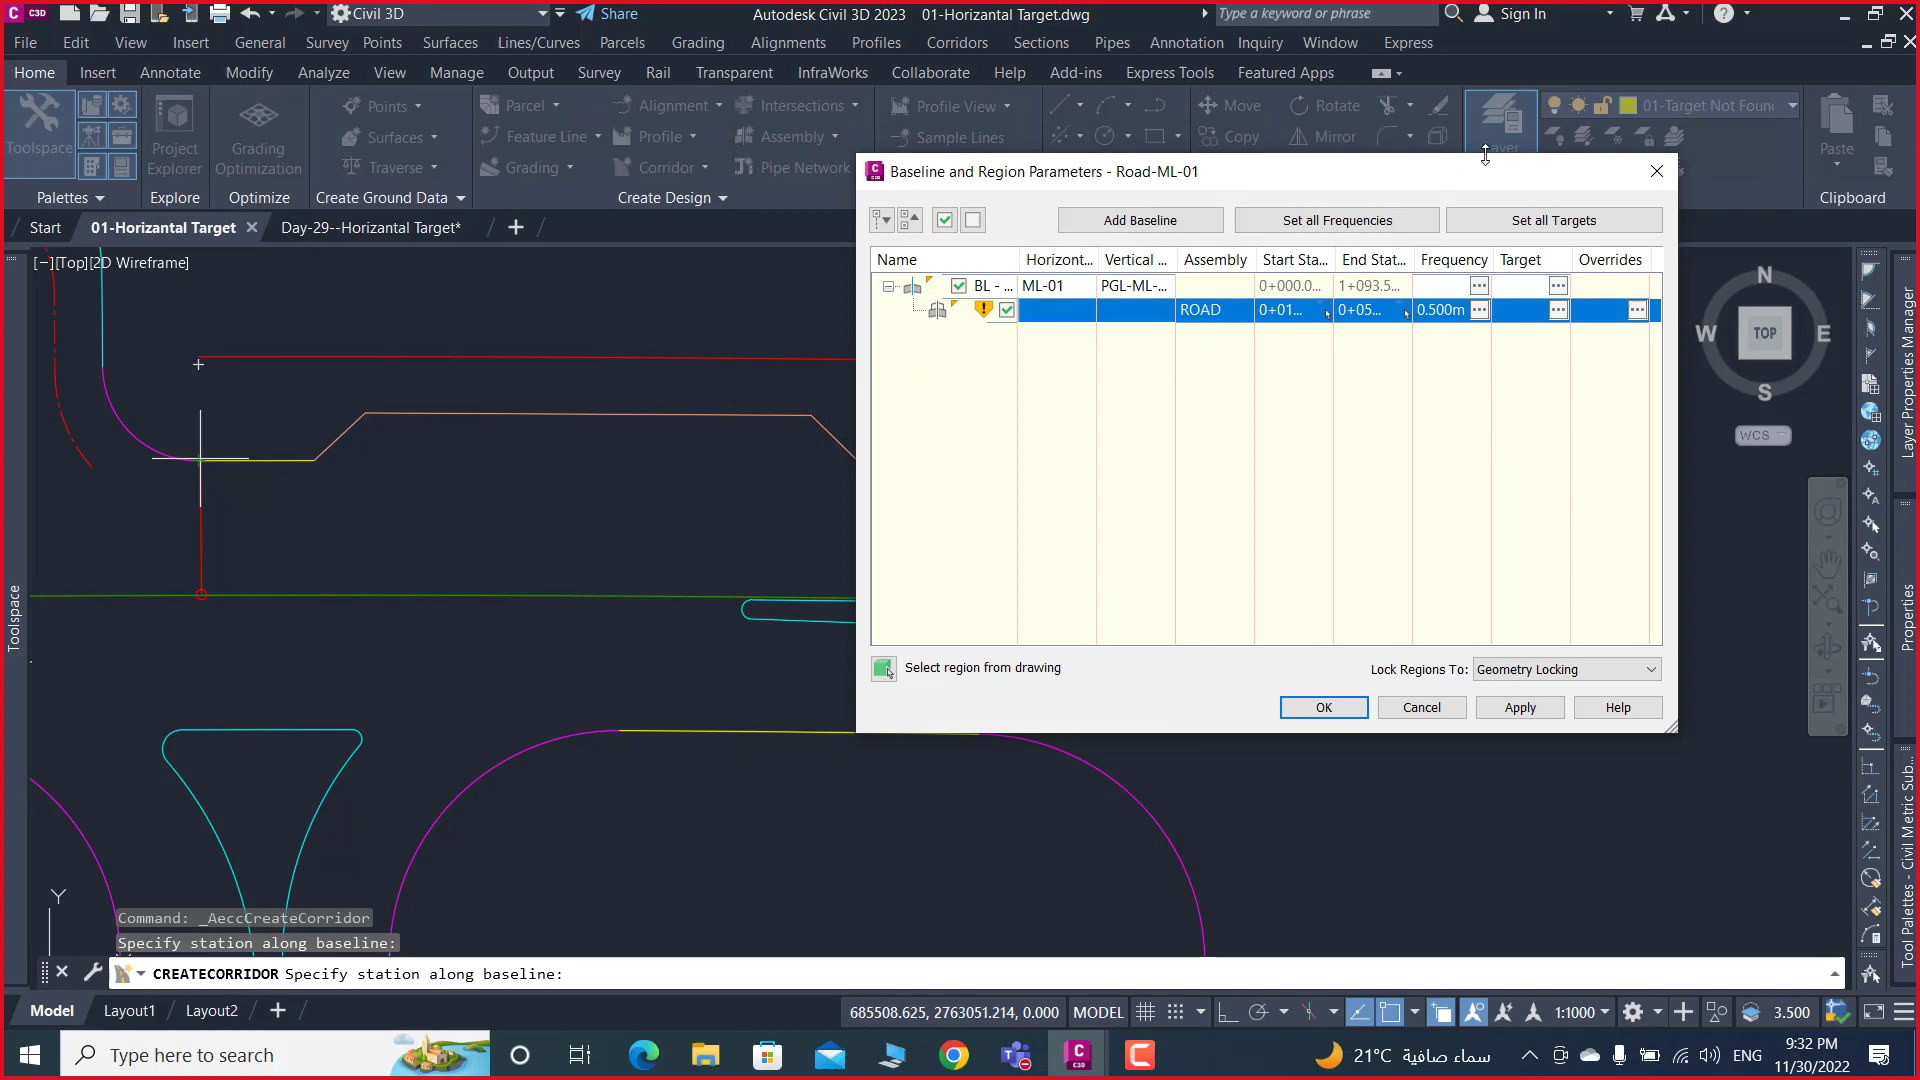 C C3D Civil 3D Share Autodesk Civil 3D 2023 01-Horizantal Target.dwg Type a keyword or phrase Sign In
File Edit View Insert General Survey Points Surfaces Lines/Curves Parcels Grading Alignments Profiles Corridors Sections Pipes Annotation Inquiry Window Express
Home Insert Annotate Modify Analyze View Manage Output Survey Rail Transparent InfraWorks Collaborate Help Add-ins Express Tools Featured Apps
Points Parcel Alignment Intersections Profile View Move Rotate 01-Target Not Found
Toolspace Project Explorer Grading Optimization Surfaces Feature Line Profile Assembly Sample Lines Copy Mirror Layer Paste
Traverse Grading Corridor Pipe Network
Palettes Explore Optimize Create Ground Data Create Design Clipboard
Baseline and Region Parameters - Road-ML-01
Start 01-Horizantal Target Day-29--Horizantal Target*
Add Baseline Set all Frequencies Set all Targets
[−][Top][2D Wireframe]
Name Horizont... Vertical ... Assembly Start Sta... End Stat... Frequency Target Overrides
BL - ... ML-01 PGL-ML-... 0+000.0... 1+093.5...
ROAD 0+01... 0+05... 0.500m
N
W TOP E
S
WCS
Select region from drawing Lock Regions To: Geometry Locking
OK Cancel Apply Help
Toolspace
Layer Properties Manager
Properties
Tool Palettes - Civil Metric Sub...
Y
Command: _AeccCreateCorridor
Specify station along baseline:
CREATECORRIDOR Specify station along baseline:
Model Layout1 Layout2 685508.625, 2763051.214, 0.000 MODEL 1:1000 3.500
Type here to search 21°C سماء صافية ENG 9:32 PM
11/30/2022